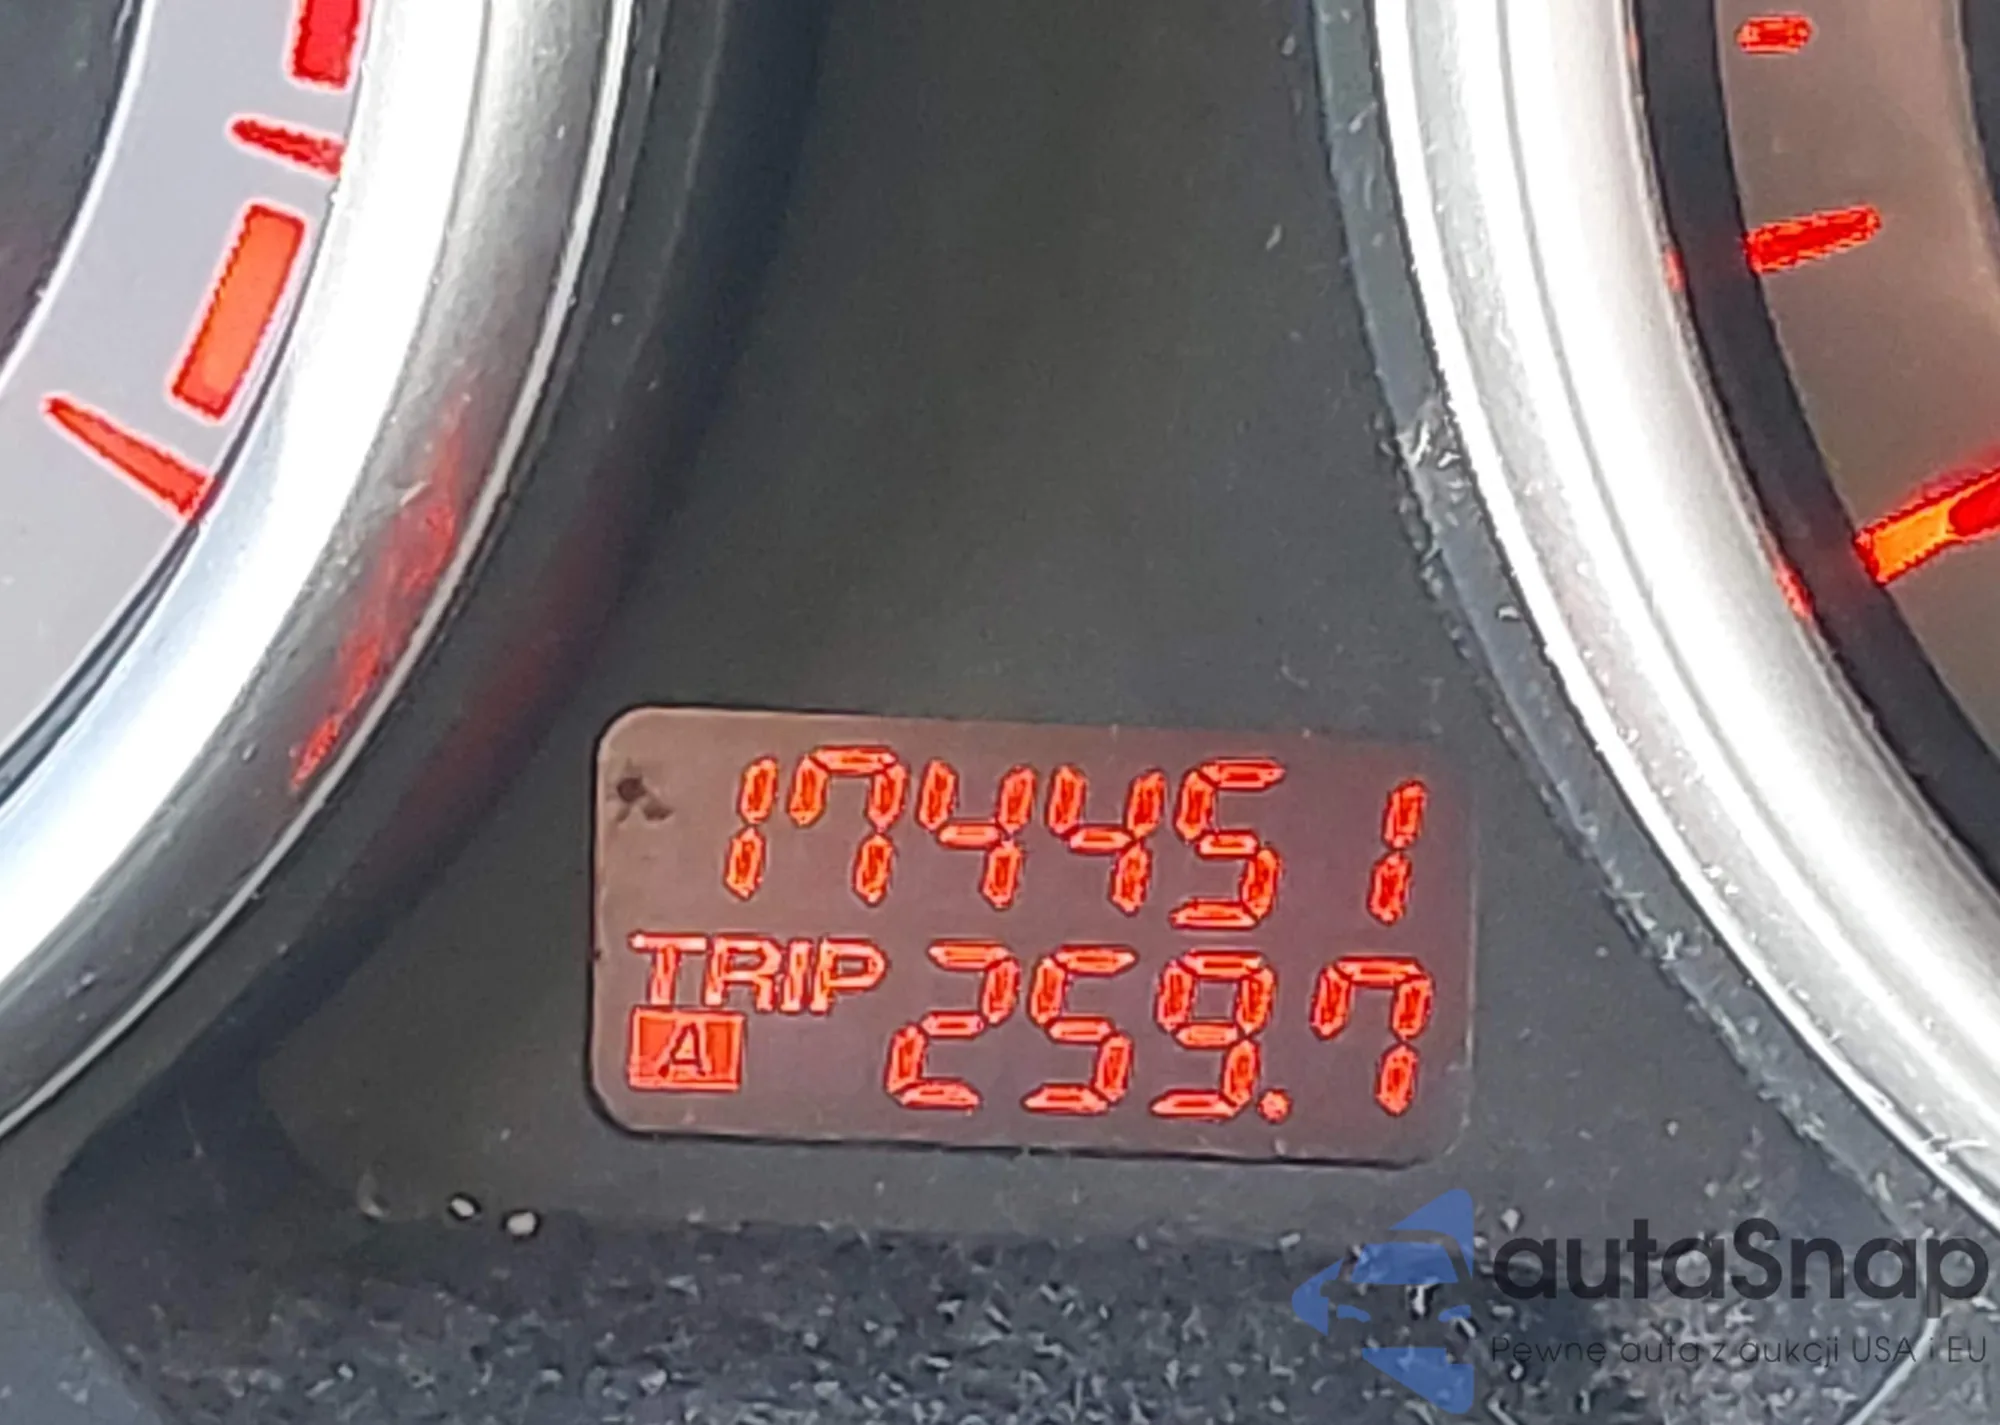 174451
TRIP 259.7
A
autaSnap
Pewne auta z aukcji USA i EU